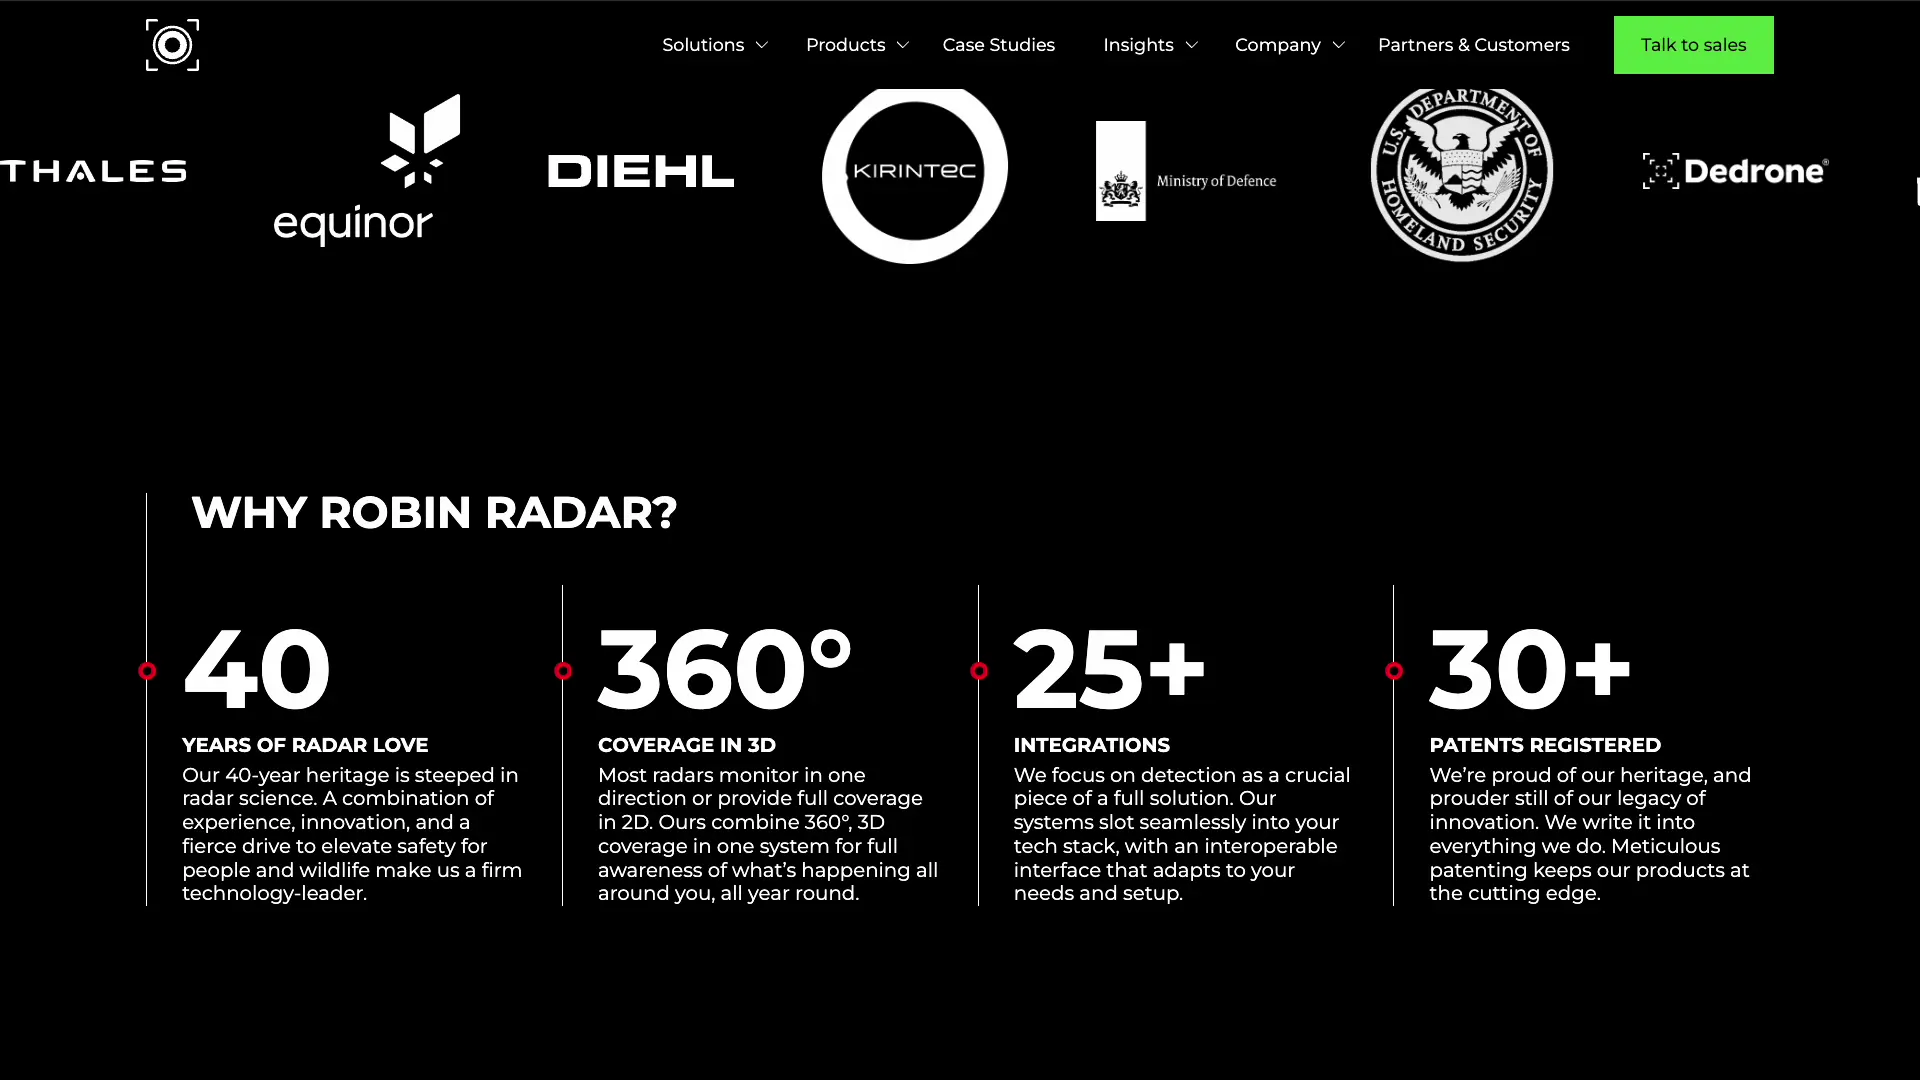 Solutions
Products
Case Studies
Insights
Company
Partners & Customers
Talk to sales
THALES
equinor
DIEHL
KIRINTEC
Ministry of Defence
U.S. DEPARTMENT OF HOMELAND SECURITY
Dedrone®
WHY ROBIN RADAR?
40
YEARS OF RADAR LOVE
Our 40-year heritage is steeped in
radar science. A combination of
experience, innovation, and a
fierce drive to elevate safety for
people and wildlife make us a firm
technology-leader.
360°
COVERAGE IN 3D
Most radars monitor in one
direction or provide full coverage
in 2D. Ours combine 360°, 3D
coverage in one system for full
awareness of what’s happening all
around you, all year round.
25+
INTEGRATIONS
We focus on detection as a crucial
piece of a full solution. Our
systems slot seamlessly into your
tech stack, with an interoperable
interface that adapts to your
needs and setup.
30+
PATENTS REGISTERED
We’re proud of our heritage, and
prouder still of our legacy of
innovation. We write it into
everything we do. Meticulous
patenting keeps our products at
the cutting edge.